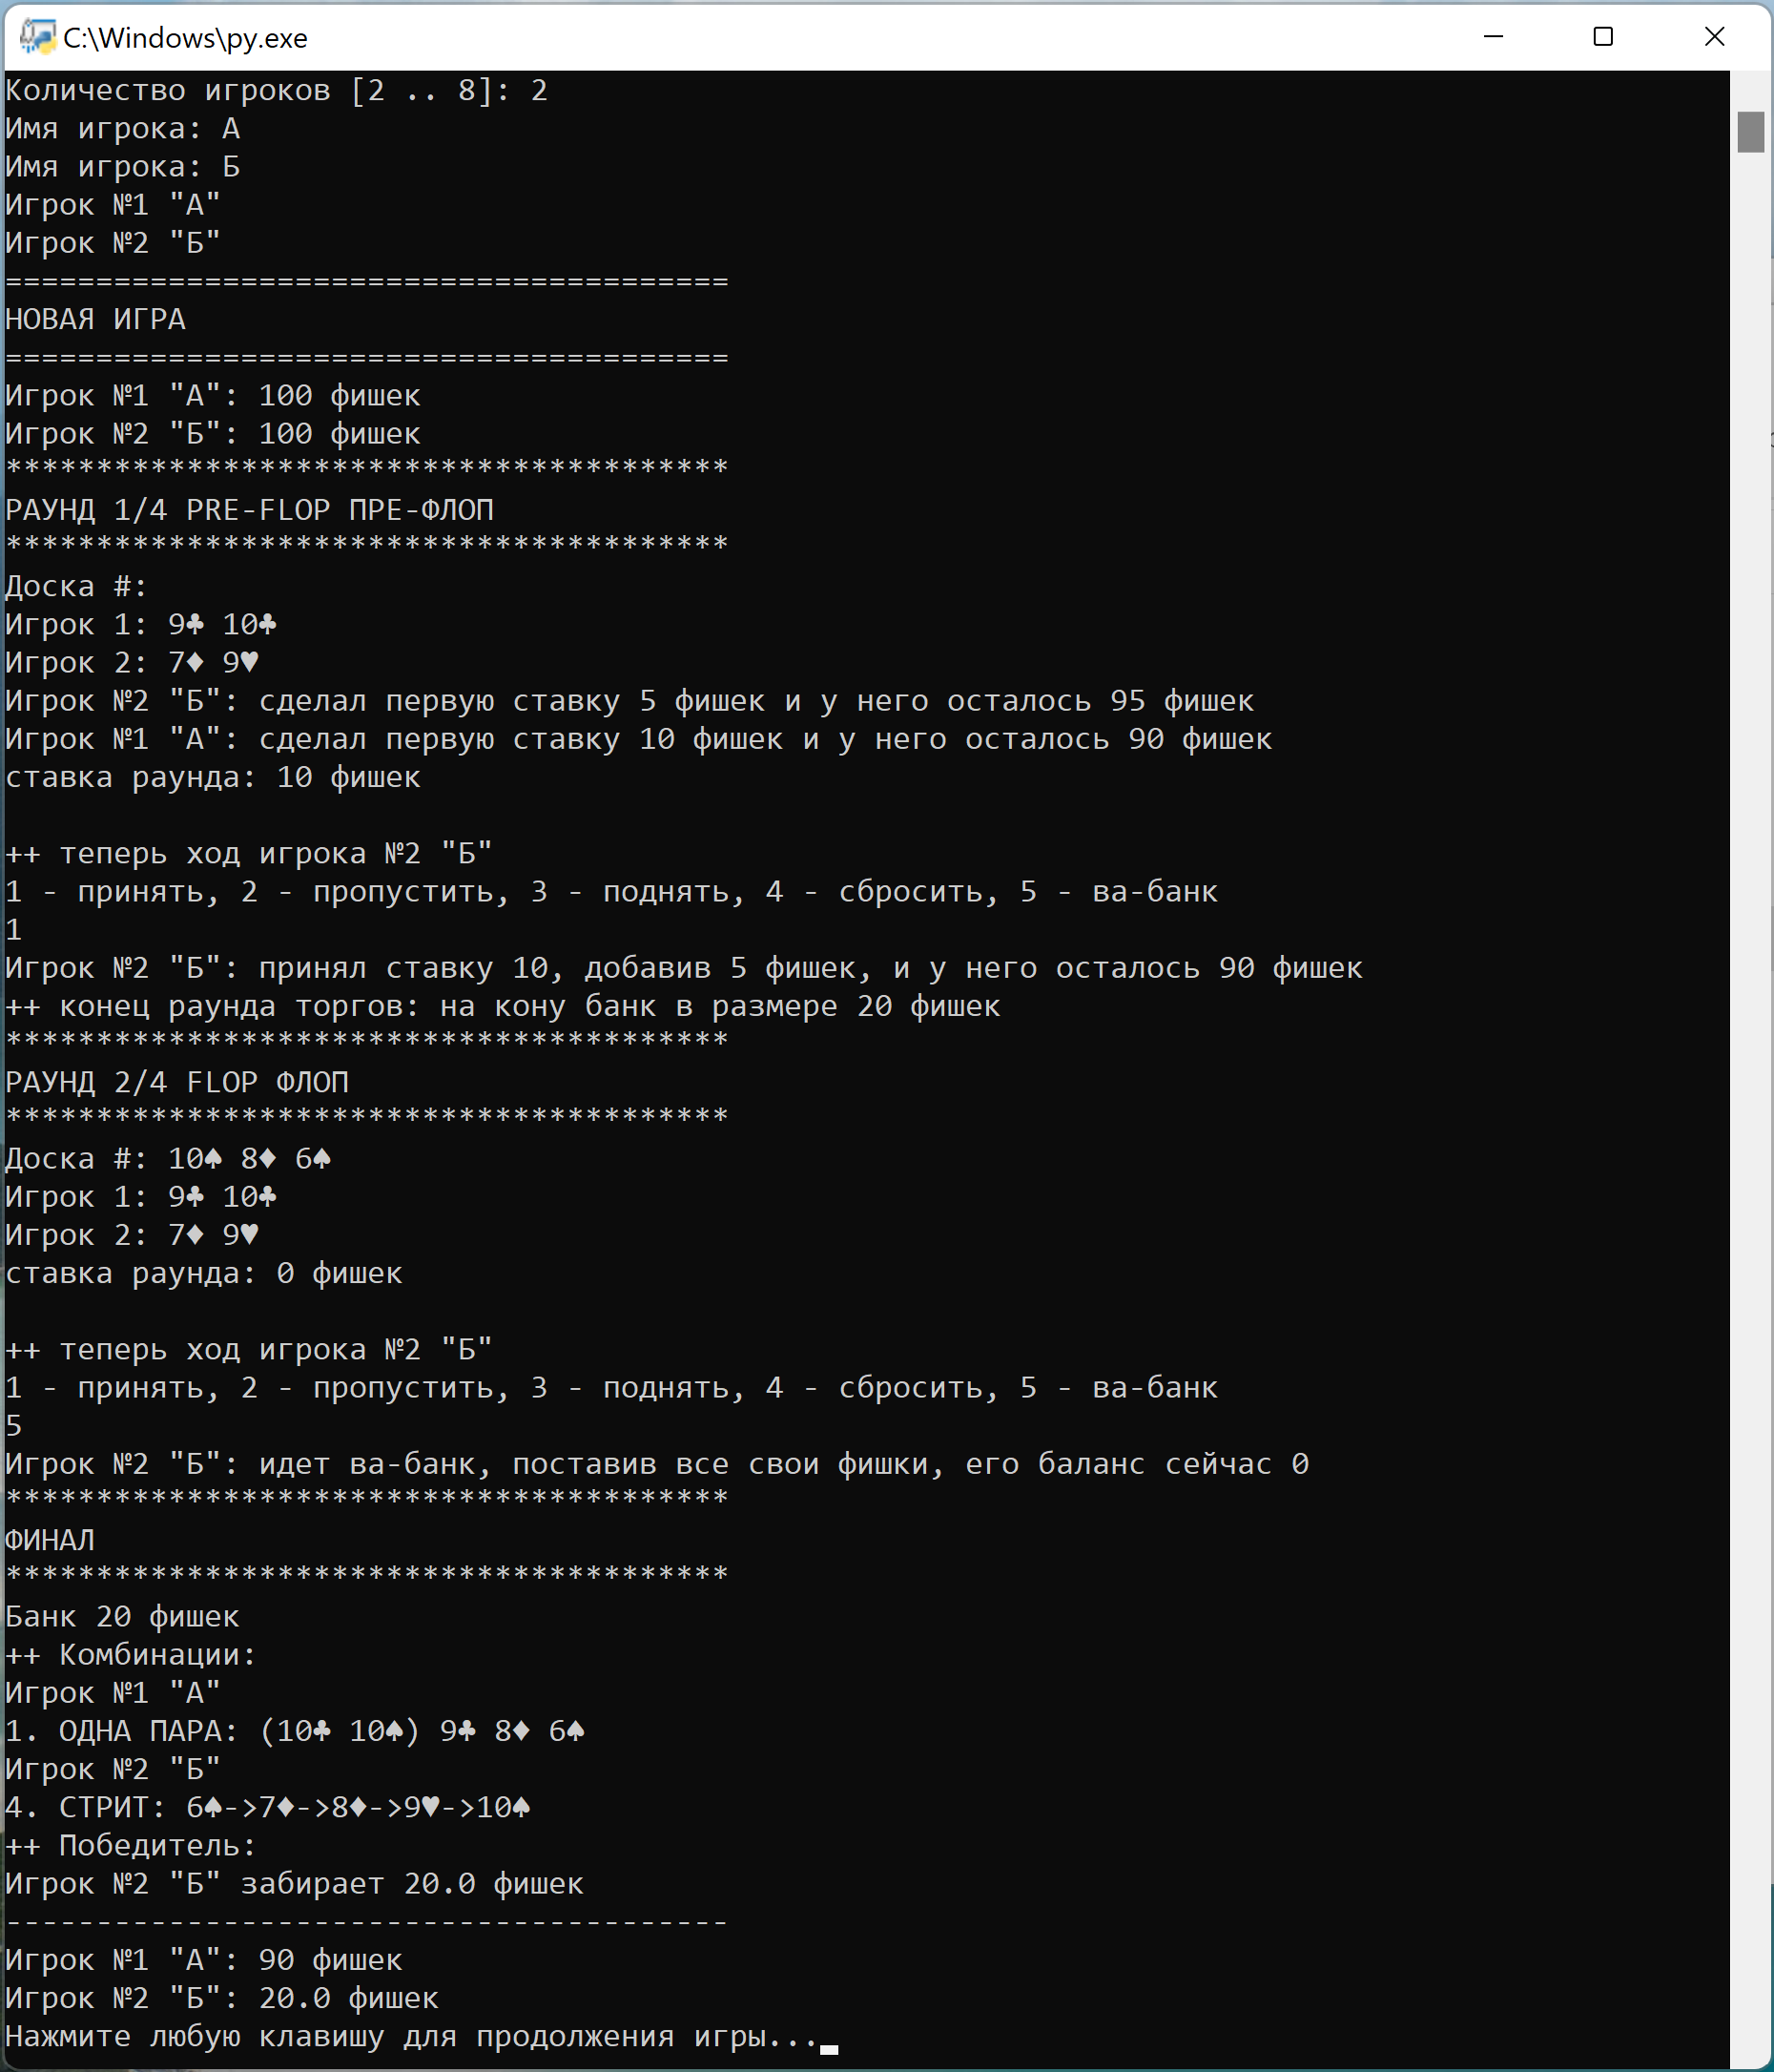 C:\Windows\py.exe
Количество игроков [2 .. 8]: 2
Имя игрока: А
Имя игрока: Б
Игрок №1 "А"
Игрок №2 "Б"
========================================
НОВАЯ ИГРА
========================================
Игрок №1 "А": 100 фишек
Игрок №2 "Б": 100 фишек
****************************************
РАУНД 1/4 PRE-FLOP ПРЕ-ФЛОП
****************************************
Доска #:
Игрок 1: 9♣ 10♣
Игрок 2: 7♦ 9♥
Игрок №2 "Б": сделал первую ставку 5 фишек и у него осталось 95 фишек
Игрок №1 "А": сделал первую ставку 10 фишек и у него осталось 90 фишек
ставка раунда: 10 фишек
++ теперь ход игрока №2 "Б"
1 - принять, 2 - пропустить, 3 - поднять, 4 - сбросить, 5 - ва-банк
1
Игрок №2 "Б": принял ставку 10, добавив 5 фишек, и у него осталось 90 фишек
++ конец раунда торгов: на кону банк в размере 20 фишек
****************************************
РАУНД 2/4 FLOP ФЛОП
****************************************
Доска #: 10♠ 8♦ 6♠
Игрок 1: 9♣ 10♣
Игрок 2: 7♦ 9♥
ставка раунда: 0 фишек
++ теперь ход игрока №2 "Б"
1 - принять, 2 - пропустить, 3 - поднять, 4 - сбросить, 5 - ва-банк
5
Игрок №2 "Б": идет ва-банк, поставив все свои фишки, его баланс сейчас 0
****************************************
ФИНАЛ
****************************************
Банк 20 фишек
++ Комбинации:
Игрок №1 "А"
1. ОДНА ПАРА: (10♣ 10♠) 9♣ 8♦ 6♠
Игрок №2 "Б"
4. СТРИТ: 6♠->7♦->8♦->9♥->10♠
++ Победитель:
Игрок №2 "Б" забирает 20.0 фишек
----------------------------------------
Игрок №1 "А": 90 фишек
Игрок №2 "Б": 20.0 фишек
Нажмите любую клавишу для продолжения игры...